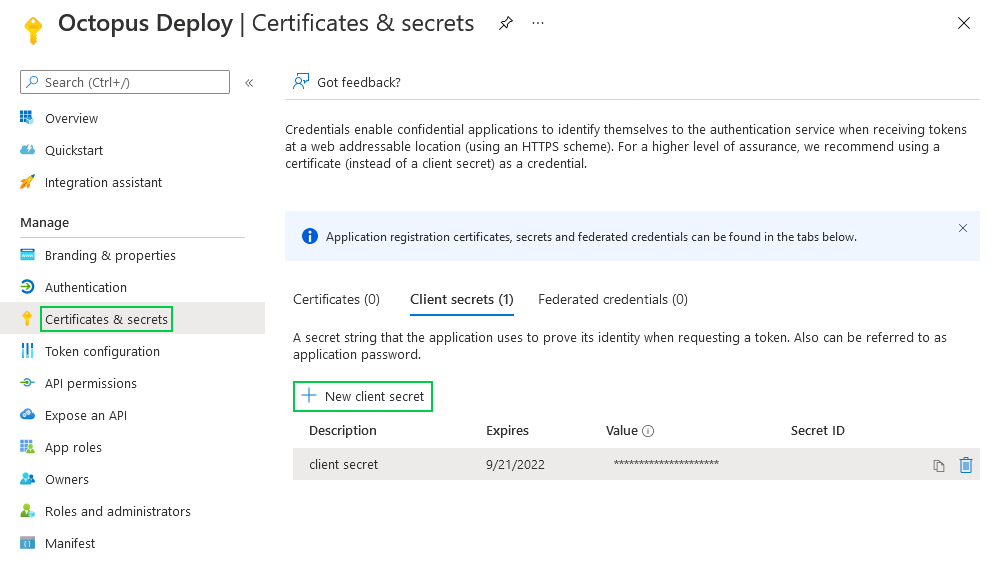 Octopus Deploy | Certificates & secrets
Search (Ctrl+/)
Overview
Quickstart
Integration assistant
Manage
Branding & properties
Authentication
Certificates & secrets
Token configuration
API permissions
Expose an API
App roles
Owners
Roles and administrators
Manifest
Got feedback?
Credentials enable confidential applications to identify themselves to the authentication service when receiving tokens
at a web addressable location (using an HTTPS scheme). For a higher level of assurance, we recommend using a
certificate (instead of a client secret) as a credential.
Application registration certificates, secrets and federated credentials can be found in the tabs below.
Certificates (0) Client secrets (1) Federated credentials (0)
A secret string that the application uses to prove its identity when requesting a token. Also can be referred to as
application password.
New client secret
Description Expires Value Secret ID
client secret 9/21/2022 *********************